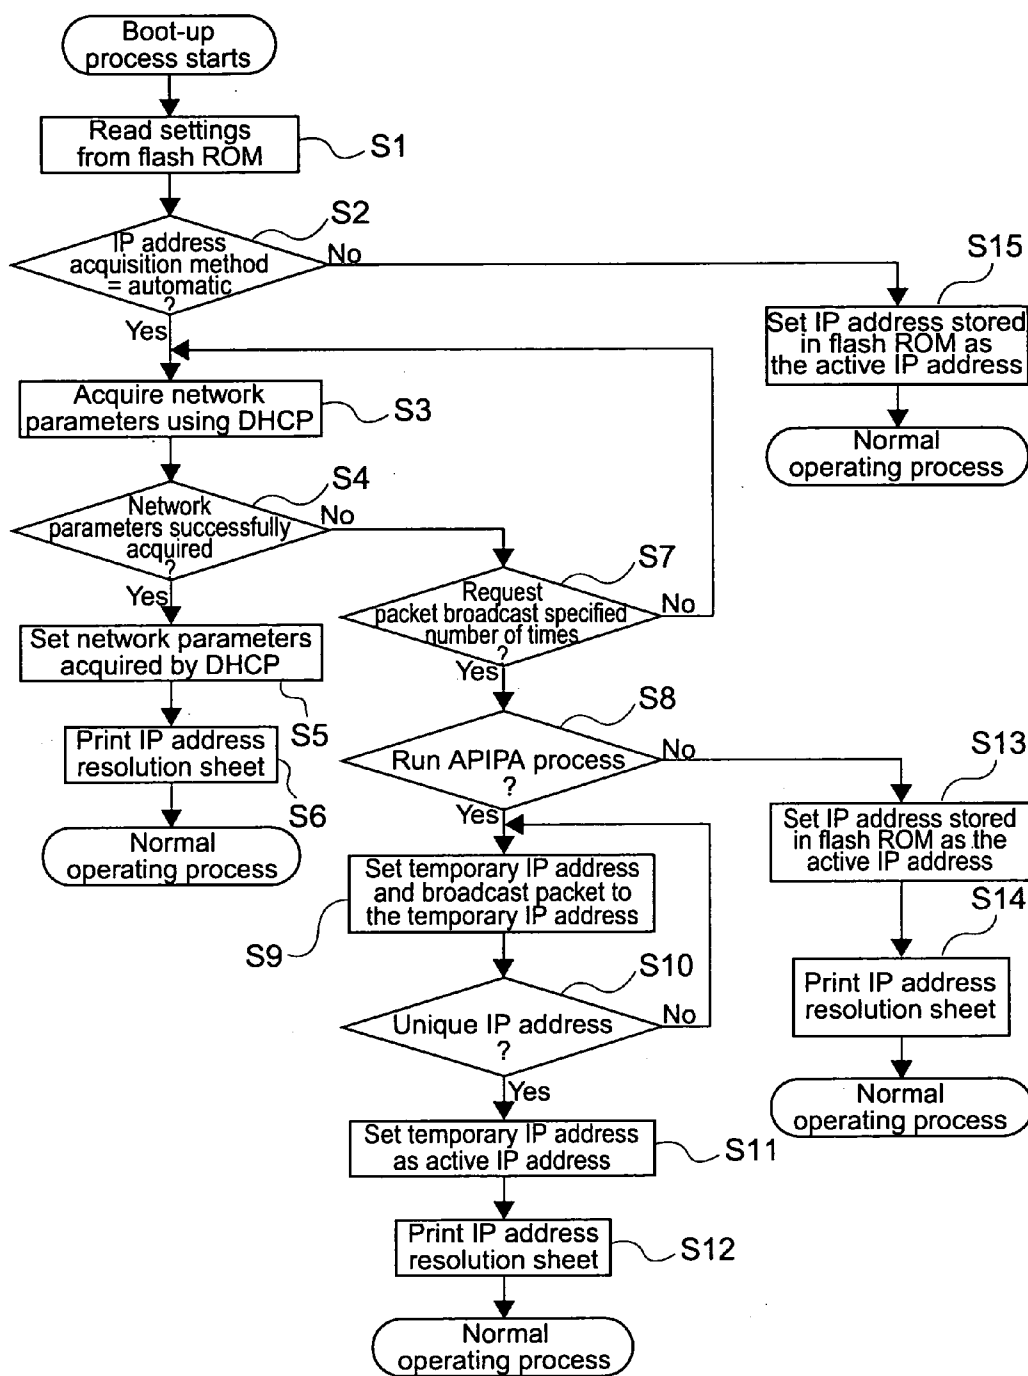 Boot-up
process starts
Read settings
from flash ROM
S1
S2
IP address
acquisition method
= automatic
?
No
Yes
S15
Set IP address stored
in flash ROM as
the active IP address
Normal
operating process
Acquire network
parameters using DHCP
S3
S4
Network
parameters successfully
acquired
?
No
Yes
Set network parameters
acquired by DHCP
S5
Print IP address
resolution sheet
S6
Normal
operating process
S7
Request
packet broadcast specified
number of times
?
No
Yes
S8
Run APIPA process
?
No
Yes
S13
Set IP address stored
in flash ROM as the
active IP address
S14
Print IP address
resolution sheet
Normal
operating process
Set temporary IP address
and broadcast packet to
the temporary IP address
S9
S10
Unique IP address
?
No
Yes
Set temporary IP address
as active IP address
S11
Print IP address
resolution sheet
S12
Normal
operating process